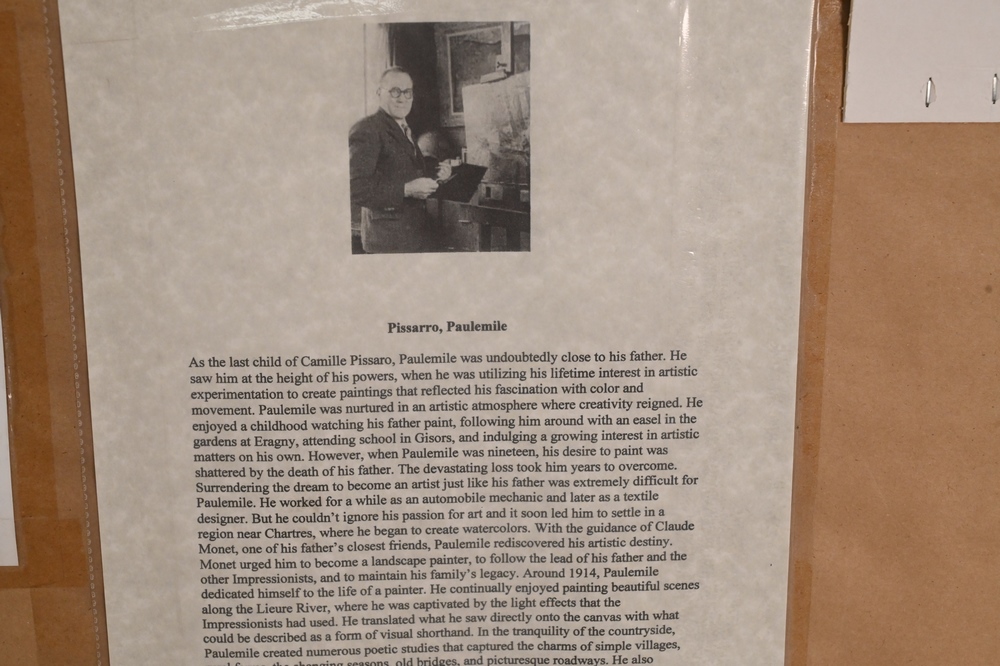 Pissarro, Paulemile
As the last child of Camille Pissaro, Paulemile was undoubtedly close to his father. He
saw him at the height of his powers, when he was utilizing his lifetime interest in artistic
experimentation to create paintings that reflected his fascination with color and
movement. Paulemile was nurtured in an artistic atmosphere where creativity reigned. He
enjoyed a childhood watching his father paint, following him around with an easel in the
gardens at Eragny, attending school in Gisors, and indulging a growing interest in artistic
matters on his own. However, when Paulemile was nineteen, his desire to paint was
shattered by the death of his father. The devastating loss took him years to overcome.
Surrendering the dream to become an artist just like his father was extremely difficult for
Paulemile. He worked for a while as an automobile mechanic and later as a textile
designer. But he couldn't ignore his passion for art and it soon led him to settle in a
region near Chartres, where he began to create watercolors. With the guidance of Claude
Monet, one of his father's closest friends, Paulemile rediscovered his artistic destiny.
Monet urged him to become a landscape painter, to follow the lead of his father and the
other Impressionists, and to maintain his family's legacy. Around 1914, Paulemile
dedicated himself to the life of a painter. He continually enjoyed painting beautiful scenes
along the Lieure River, where he was captivated by the light effects that the
Impressionists had used. He translated what he saw directly onto the canvas with what
could be described as a form of visual shorthand. In the tranquility of the countryside,
Paulemile created numerous poetic studies that captured the charms of simple villages,
the changing seasons, old bridges, and picturesque roadways. He also